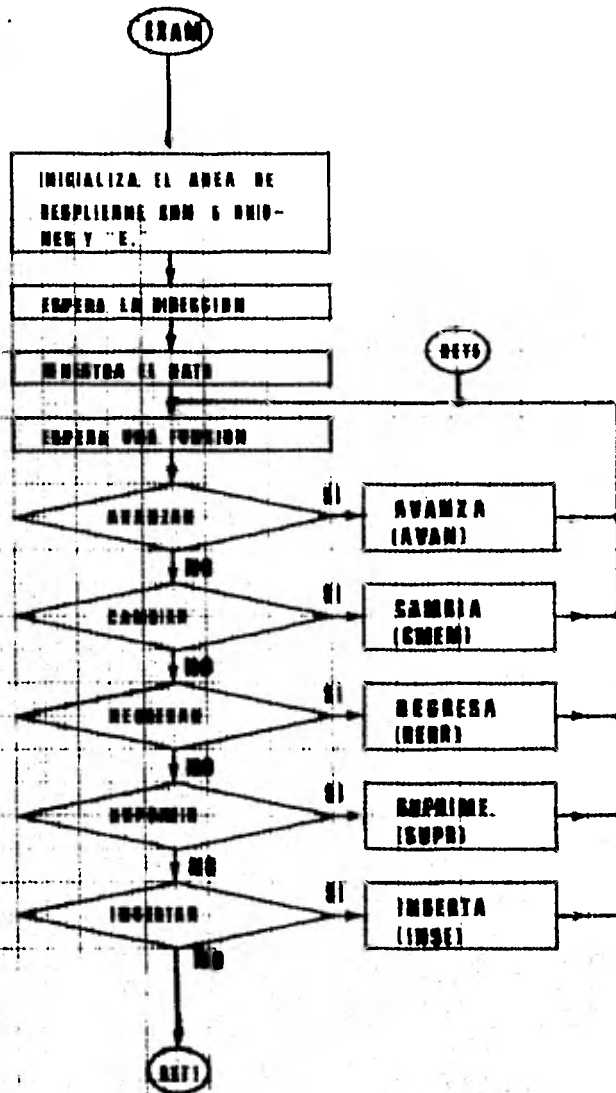 EXAM
INICIALIZA EL AREA DE
DESPLIEGUE CON 6 GUIO-
NES Y "E."
ESPERA LA DIRECCION
RET5
MUESTRA EL DATO
ESPERA UNA FUNCION
AVANZAR
SI
AVANZA
(AVAN)
NO
CAMBIAR
SI
CAMBIA
(CMEM)
NO
REGRESAR
SI
REGRESA
(REGR)
NO
SUPRMIR
SI
SUPRIME.
(SUPR)
NO
INSERTAR
SI
INSERTA
(INSE)
NO
RET1